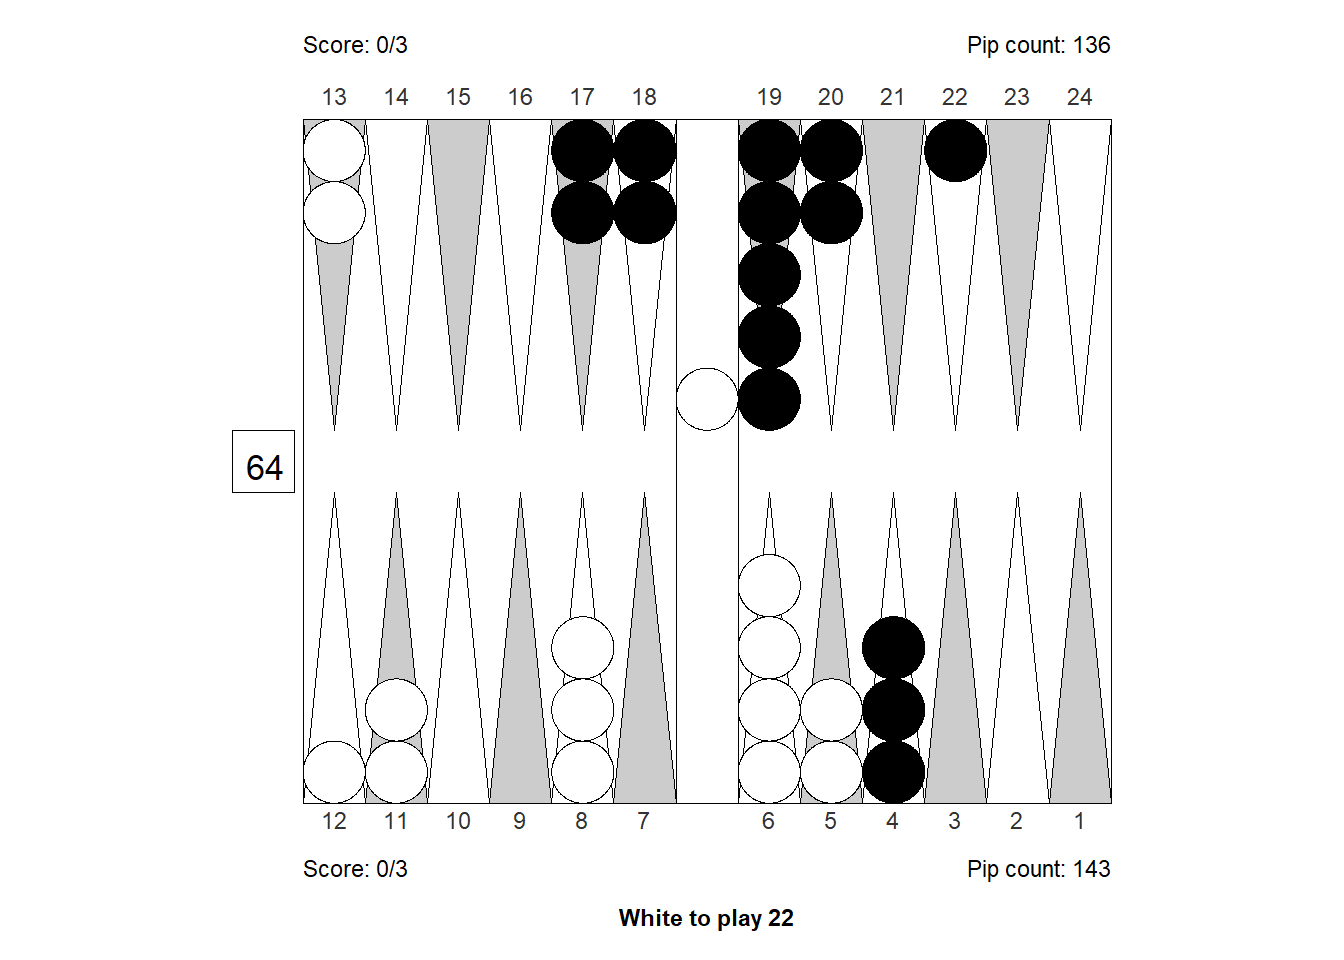 Score: 0/3 Pip count: 136
13 14 15 16 17 18 19 20 21 22 23 24
64
12 11 10 9 8 7 6 5 4 3 2 1
Score: 0/3 Pip count: 143
White to play 22